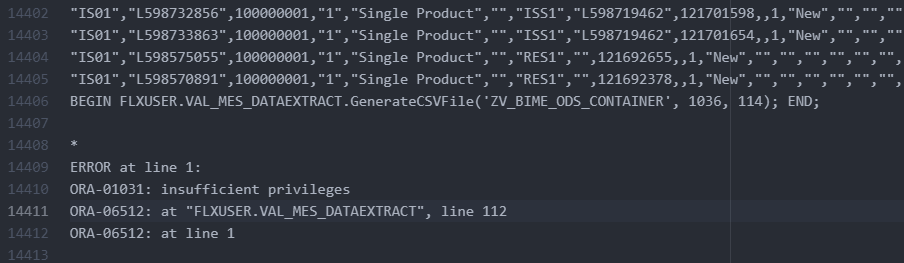 14402 "IS01","L598732856",100000001,"1","Single Product","","ISS1","L598719462",121701598,,1,"New","","",""
14403 "IS01","L598733863",100000001,"1","Single Product","","ISS1","L598719462",121701654,,1,"New","","",""
14404 "IS01","L598575055",100000001,"1","Single Product","","RES1","",121692655,,1,"New","","","","","",
14405 "IS01","L598570891",100000001,"1","Single Product","","RES1","",121692378,,1,"New","","","","","",
14406 BEGIN FLXUSER.VAL_MES_DATAEXTRACT.GenerateCSVFile('ZV_BIME_ODS_CONTAINER', 1036, 114); END;
14407
14408 *
14409 ERROR at line 1:
14410 ORA-01031: insufficient privileges
14411 ORA-06512: at "FLXUSER.VAL_MES_DATAEXTRACT", line 112
14412 ORA-06512: at line 1
14413